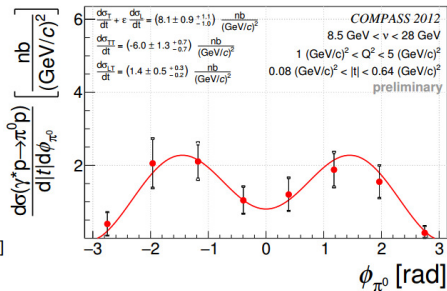 dσ_T/dt + ε dσ_L/dt = (8.1 ± 0.9 +1.1 −1.0) nb/(GeV/c)²
dσ_TT/dt = (-6.0 ± 1.3 +0.7 −0.7) nb/(GeV/c)²
dσ_LT/dt = (1.4 ± 0.5 +0.3 −0.2) nb/(GeV/c)²
COMPASS 2012
8.5 GeV < ν < 28 GeV
1 (GeV/c)² < Q² < 5 (GeV/c)²
0.08 (GeV/c)² < |t| < 0.64 (GeV/c)²
preliminary
dσ(γ*p→π⁰p)/d|t|dϕ_π⁰ [nb/(GeV/c)²]
6
4
2
]
−3 −2 −1 0 1 2 3
ϕ_π⁰ [rad]